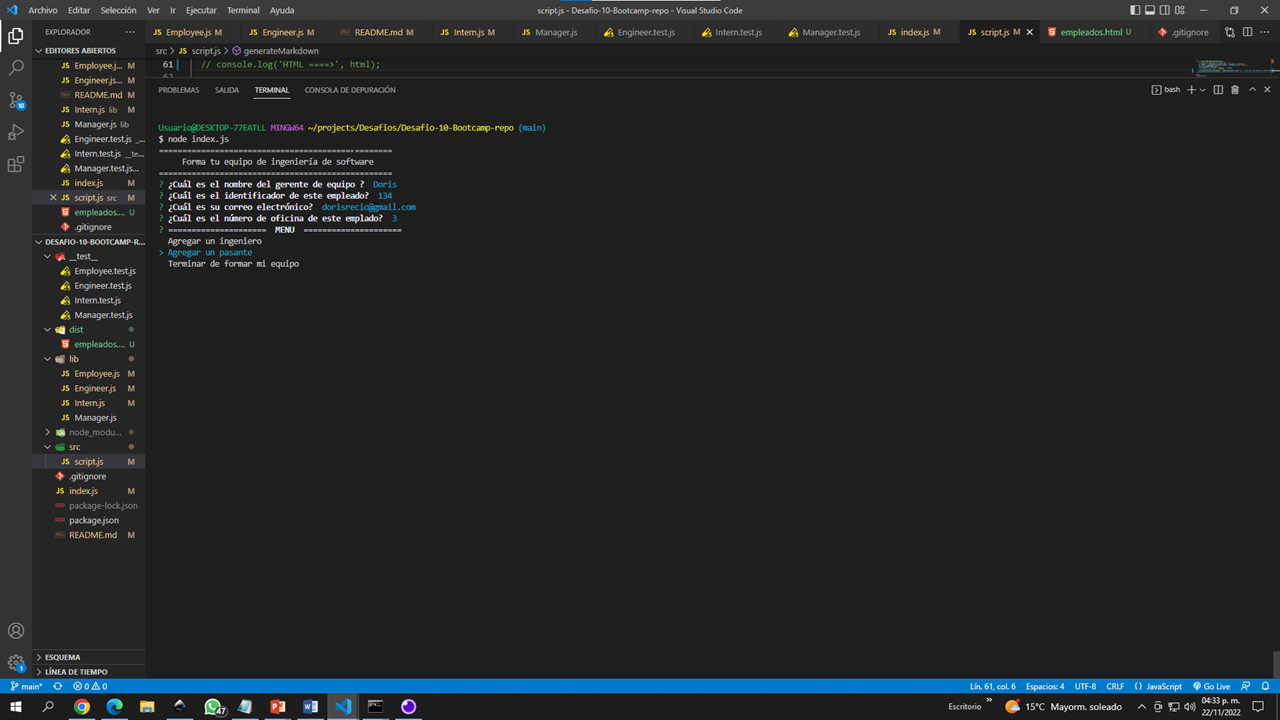 Archivo Editar Selección Ver Ir Ejecutar Terminal Ayuda script.js - Desafio-10-Bootcamp-repo - Visual Studio Code
EXPLORADOR ···
JS Employee.js M JS Engineer.js M README.md M JS Intern.js M JS Manager.js Engineer.test.js Intern.test.js Manager.test.js JS index.js M JS script.js M empleados.html U .gitignore
EDITORES ABIERTOS
src > JS script.js > generateMarkdown
JS Employee.j... M
JS Engineer.js... M
README.md M
JS Intern.js lib M
JS Manager.js lib
Engineer.test.js _...
Intern.test.js __te...
Manager.test.js...
JS index.js M
JS script.js src M
empleados.... U
.gitignore
61 // console.log('HTML ====>', html);
62
PROBLEMAS SALIDA TERMINAL CONSOLA DE DEPURACIÓN
bash
Usuario@DESKTOP-77EATLL MINGW64 ~/projects/Desafios/Desafio-10-Bootcamp-repo (main)
$ node index.js
==================================================
Forma tu equipo de ingeniería de software
==================================================
? ¿Cuál es el nombre del gerente de equipo ? Doris
? ¿Cuál es el identificador de este empleado? 134
? ¿Cuál es su correo electrónico? dorisrecic@gmail.com
? ¿Cuál es el número de oficina de este emplado? 3
? ===================== MENU =====================
Agregar un ingeniero
> Agregar un pasante
Terminar de formar mi equipo
DESAFIO-10-BOOTCAMP-R...
__test__
Employee.test.js
Engineer.test.js
Intern.test.js
Manager.test.js
dist
empleados.... U
lib
JS Employee.js M
JS Engineer.js M
JS Intern.js M
JS Manager.js
node_modu...
src
JS script.js M
.gitignore
JS index.js M
package-lock.json
package.json
README.md M
ESQUEMA
LÍNEA DE TIEMPO
10
1
main* 0 0 Lín. 61, col. 6 Espacios: 4 UTF-8 CRLF {} JavaScript Go Live
47
Escritorio » 15°C Mayorm. soleado 04:33 p. m.
22/11/2022